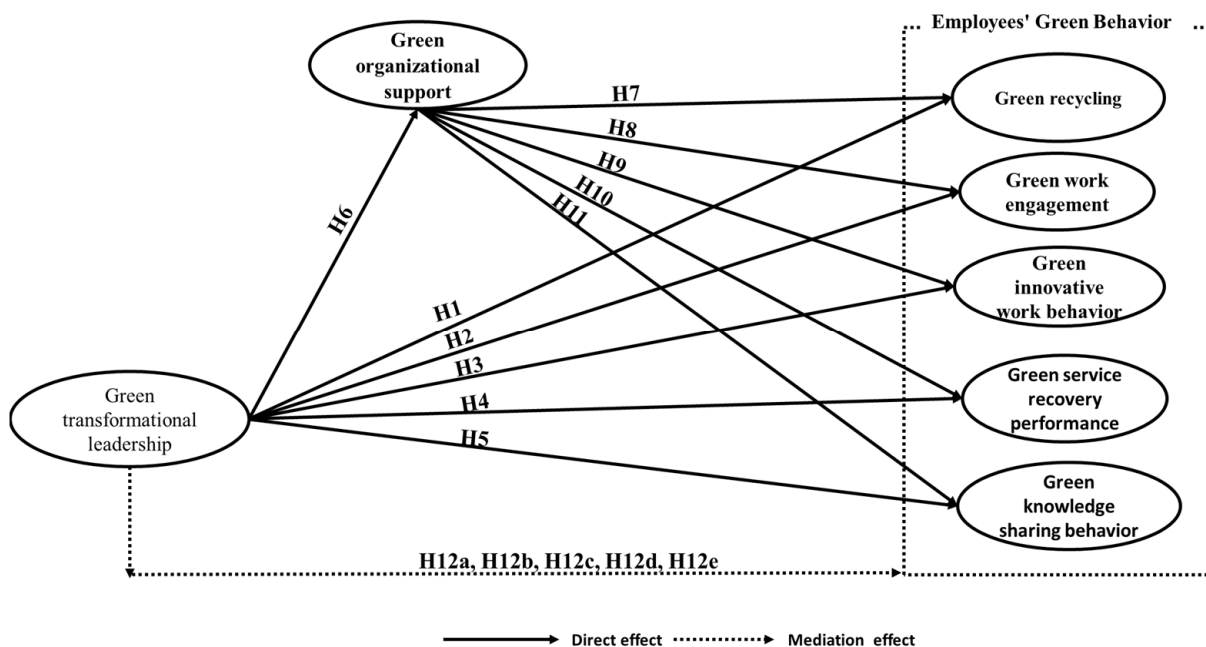 Employees' Green Behavior
Green
organizational
support
H7
Green recycling
H8
H9
Green work
engagement
H10
H11
H6
Green
innovative
work behavior
H1
H2
H3
Green
transformational
leadership
H4
Green service
recovery
performance
H5
Green
knowledge
sharing behavior
H12a, H12b, H12c, H12d, H12e
Direct effect
Mediation effect